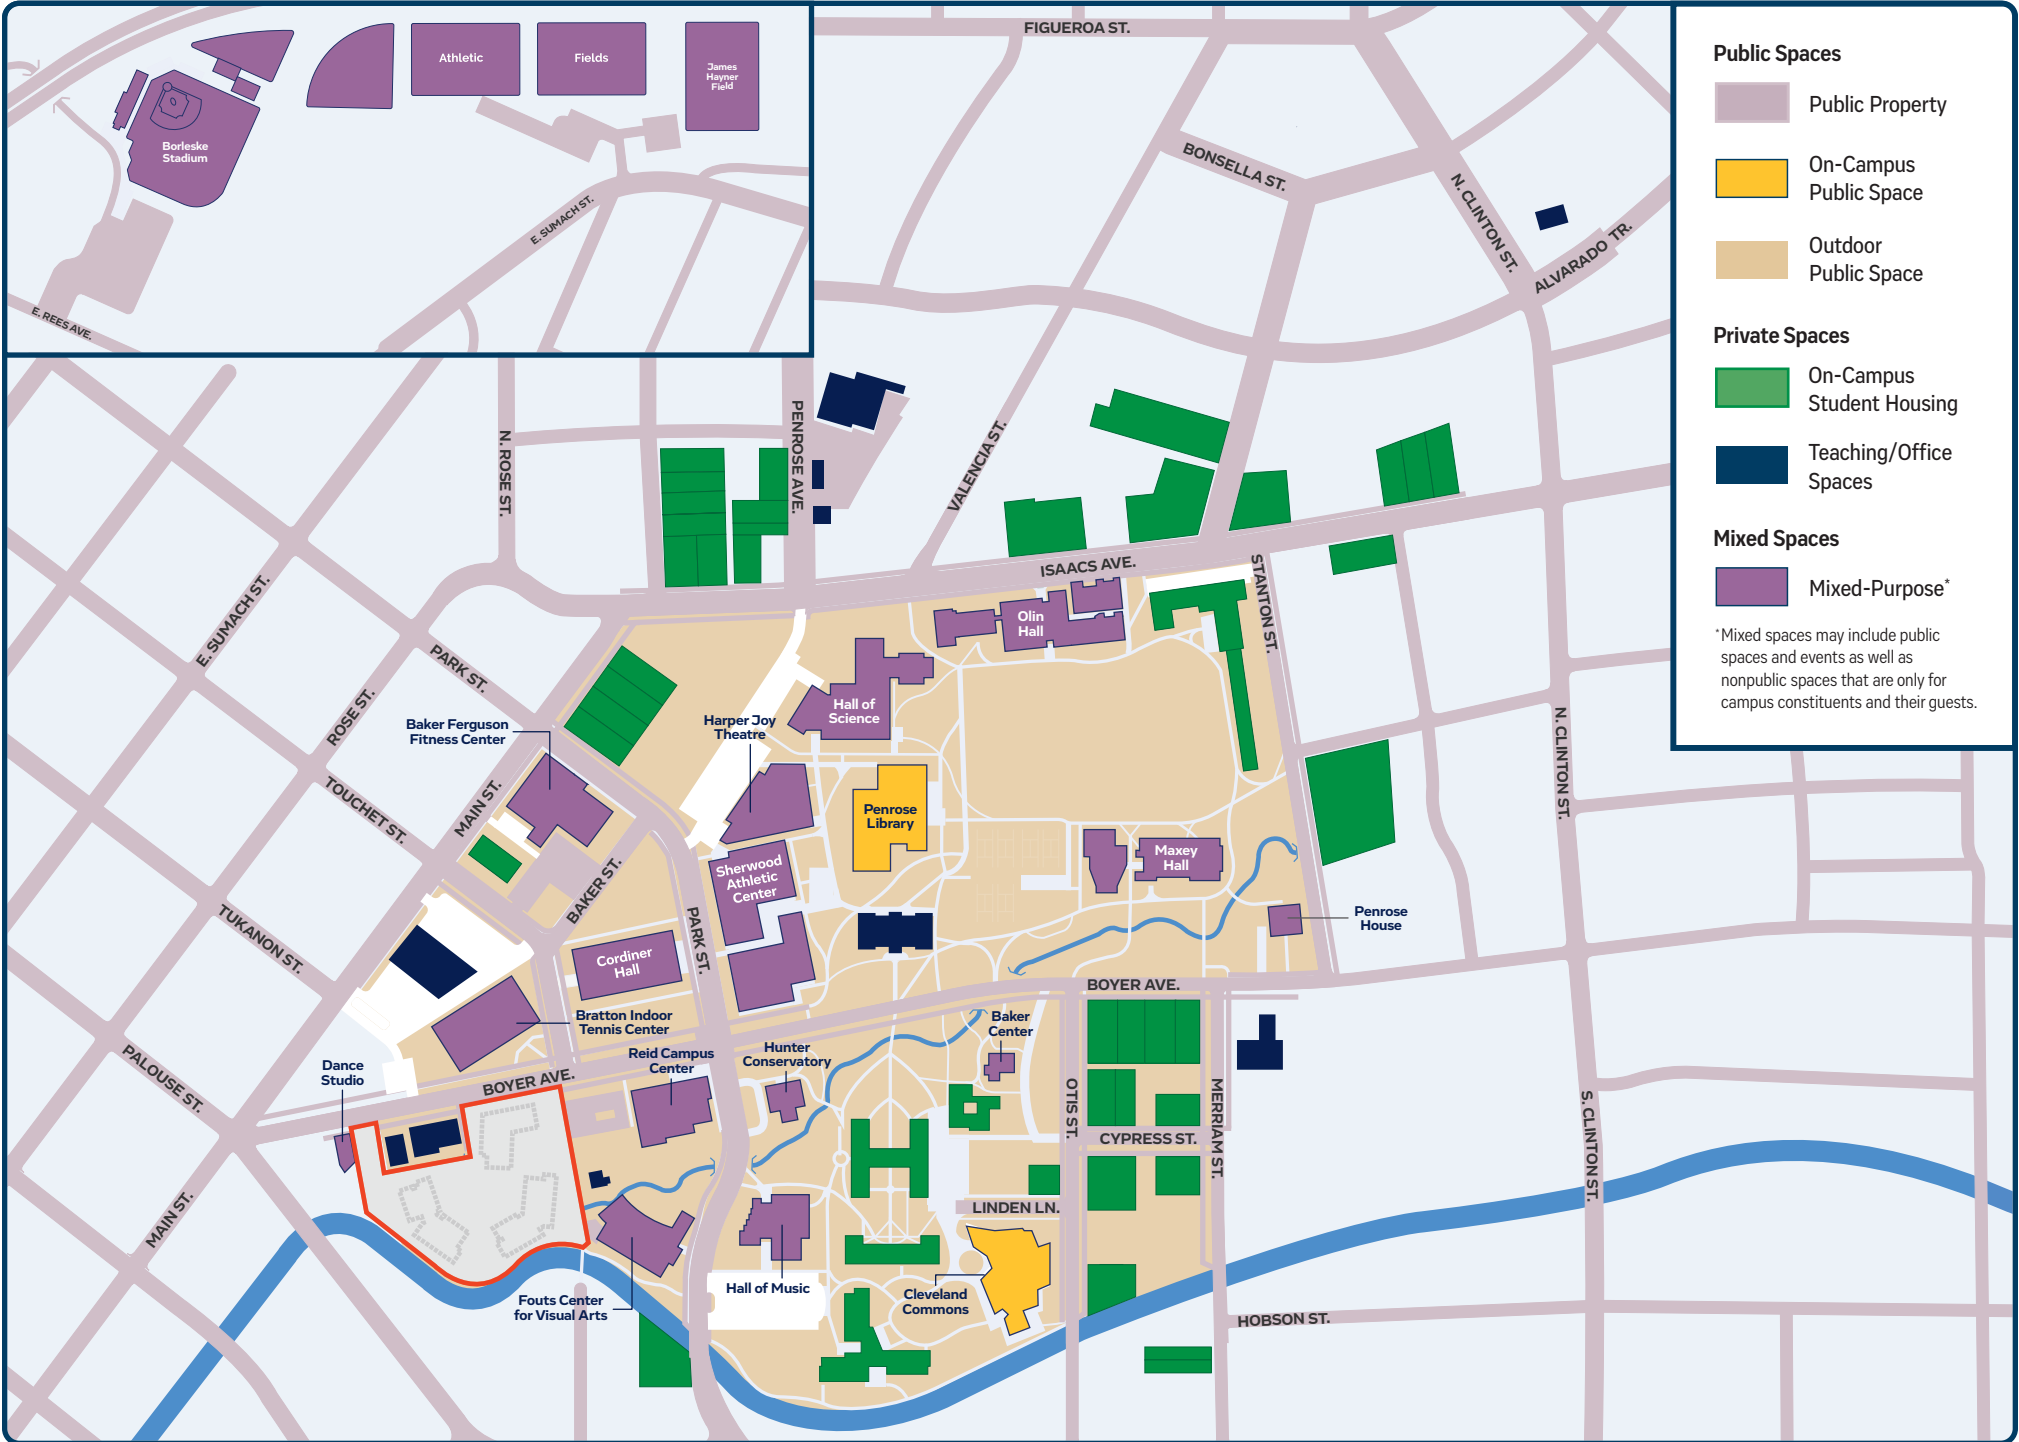 Athletic
Fields
James
Hayner
Field
Borleske
Stadium
E. SUMACH ST.
E. REES AVE.
FIGUEROA ST.
BONSELLA ST.
N. CLINTON ST.
ALVARADO TR.
Public Spaces
Public Property
On-Campus
Public Space
Outdoor
Public Space
Private Spaces
On-Campus
Student Housing
Teaching/Office
Spaces
Mixed Spaces
Mixed-Purpose*
*Mixed spaces may include public
spaces and events as well as
nonpublic spaces that are only for
campus constituents and their guests.
N. ROSE ST.
PENROSE AVE.
VALENCIA ST.
ISAACS AVE.
STANTON ST.
E. SUMACH ST.
PARK ST.
ROSE ST.
Baker Ferguson
Fitness Center
Harper Joy
Theatre
Hall of
Science
Olin
Hall
N. CLINTON ST.
TOUCHET ST.
MAIN ST.
Penrose
Library
Sherwood
Athletic
Center
Maxey
Hall
BAKER ST.
TUKANON ST.
PARK ST.
Cordiner
Hall
Penrose
House
BOYER AVE.
Bratton Indoor
Tennis Center
Baker
Center
Reid Campus
Center
Hunter
Conservatory
Dance
Studio
BOYER AVE.
PALOUSE ST.
OTIS ST.
MERRIAM ST.
CYPRESS ST.
S. CLINTON ST.
MAIN ST.
LINDEN LN.
Hall of Music
Fouts Center
for Visual Arts
Cleveland
Commons
HOBSON ST.